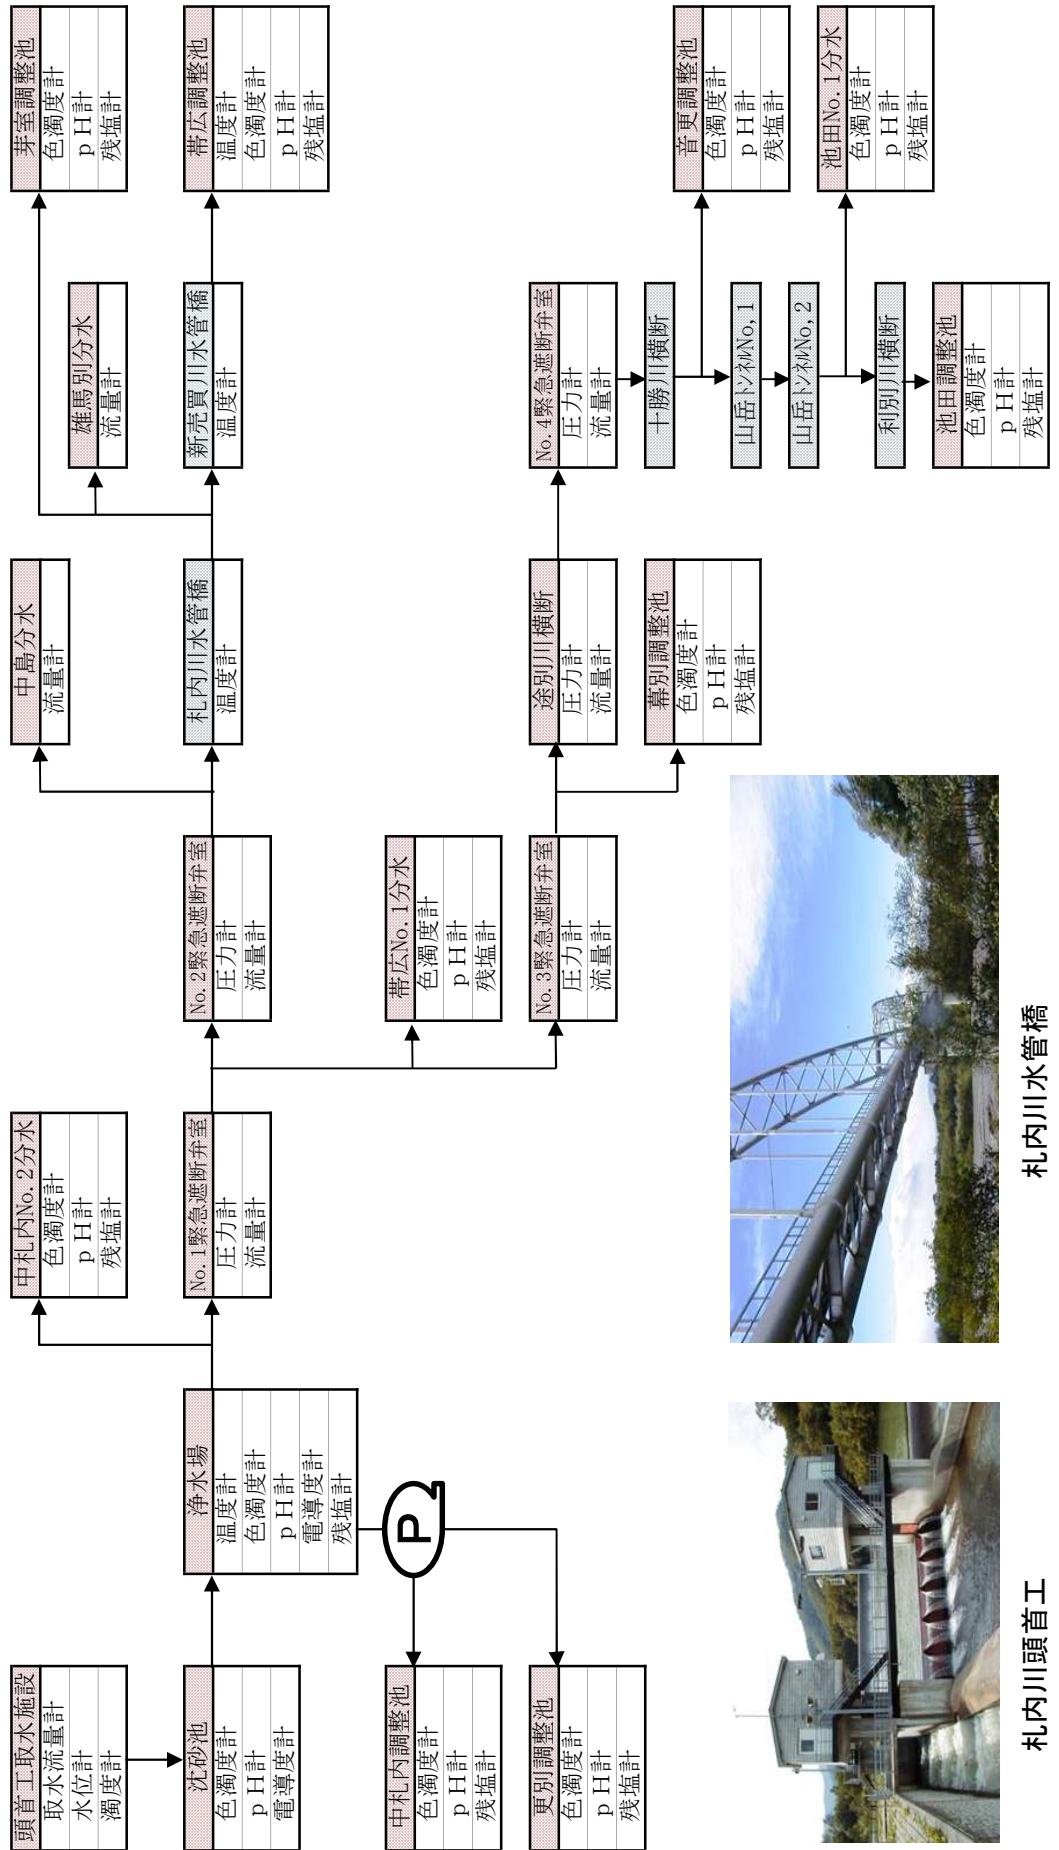 頭首工取水施設
取水流量計
水位計
濁度計
沈砂池
色濁度計
pH計
電導度計
中札内調整池
色濁度計
pH計
残塩計
更別調整池
色濁度計
pH計
残塩計
浄水場
温度計
色濁度計
pH計
電導度計
残塩計
P
中札内No.2分水
色濁度計
pH計
残塩計
No.1緊急遮断弁室
圧力計
流量計
No.2緊急遮断弁室
圧力計
流量計
帯広No.1分水
色濁度計
pH計
残塩計
No.3緊急遮断弁室
圧力計
流量計
中島分水
流量計
札内川水管橋
温度計
途別川横断
圧力計
流量計
幕別調整池
色濁度計
pH計
残塩計
雄馬別分水
流量計
新売買川水管橋
温度計
No.4緊急遮断弁室
圧力計
流量計
十勝川横断
山岳トンネルNo,1
山岳トンネルNo,2
利別川横断
池田調整池
色濁度計
pH計
残塩計
芽室調整池
色濁度計
pH計
残塩計
帯広調整池
温度計
色濁度計
pH計
残塩計
音更調整池
色濁度計
pH計
残塩計
池田No.1分水
色濁度計
pH計
残塩計
札内川頭首工
札内川水管橋